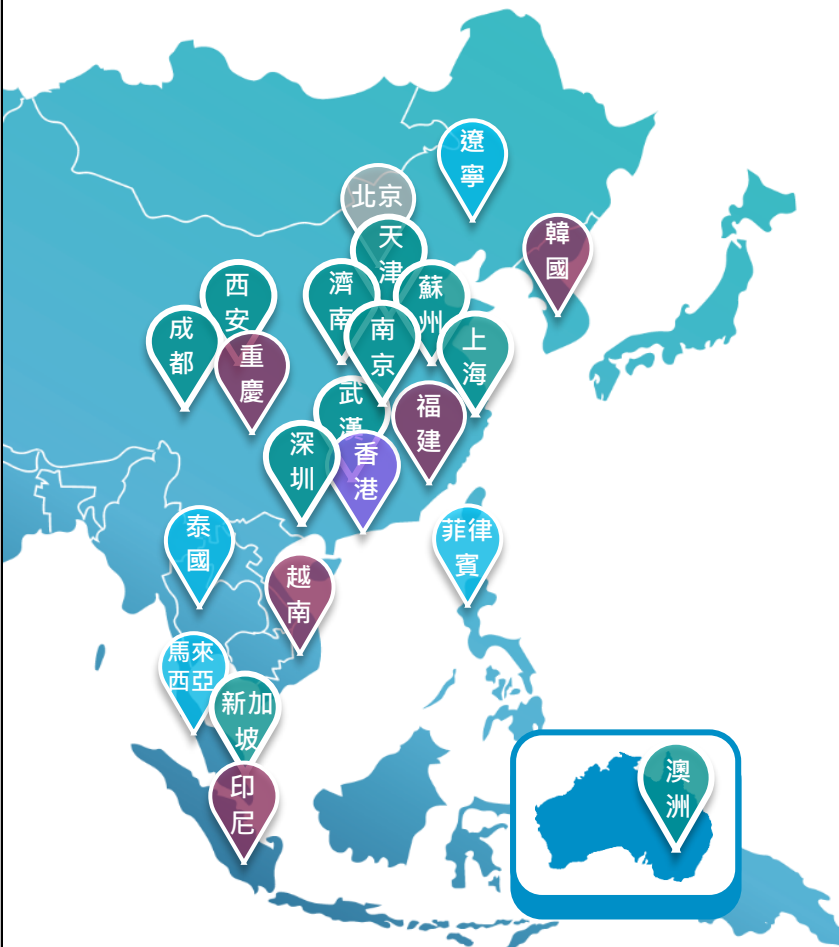 遼
寧
北京
天
津
韓
國
西
安
濟
南
蘇
州
成
都
南
京
上
海
重
慶
武
漢
福
建
深
圳
香
港
泰
國
菲律
賓
越
南
馬來
西亞
新加
坡
印
尼
澳
洲